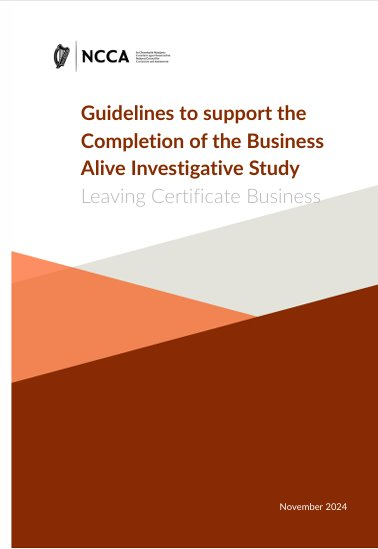 NCCA
Guidelines to support the
Completion of the Business
Alive Investigative Study
Leaving Certificate Business
November 2024